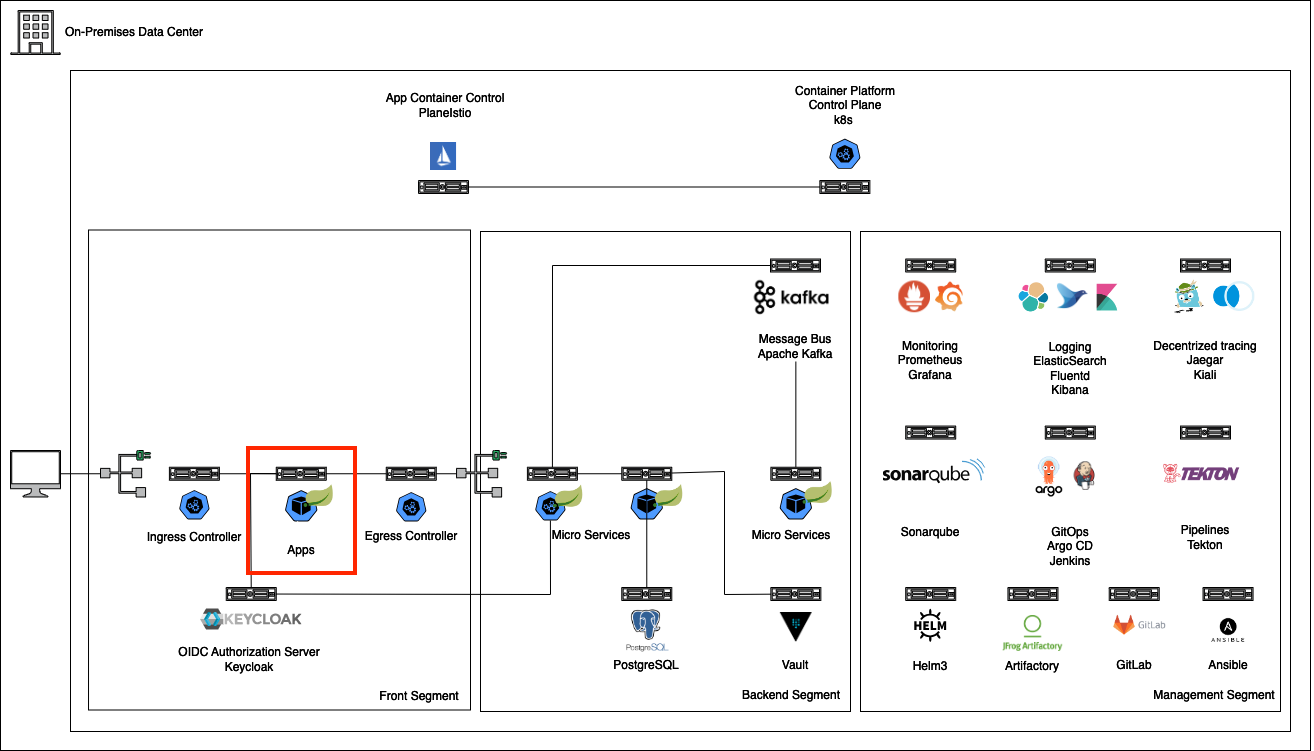 On-Premises Data Center
App Container Control
PlaneIstio
Container Platform
Control Plane
k8s
kafka
Message Bus
Apache Kafka
Monitoring
Prometheus
Grafana
Logging
ElasticSearch
Fluentd
Kibana
Decentrized tracing
Jaegar
Kiali
Ingress Controller
Apps
Egress Controller
Micro Services
Micro Services
sonarqube
Sonarqube
argo
GitOps
Argo CD
Jenkins
TEKTON
Pipelines
Tekton
KEYCLOAK
OIDC Authorization Server
Keycloak
PostgreSQL
PostgreSQL
Vault
HELM
Helm3
JFrog Artifactory
Artifactory
GitLab
GitLab
ANSIBLE
Ansible
Front Segment
Backend Segment
Management Segment